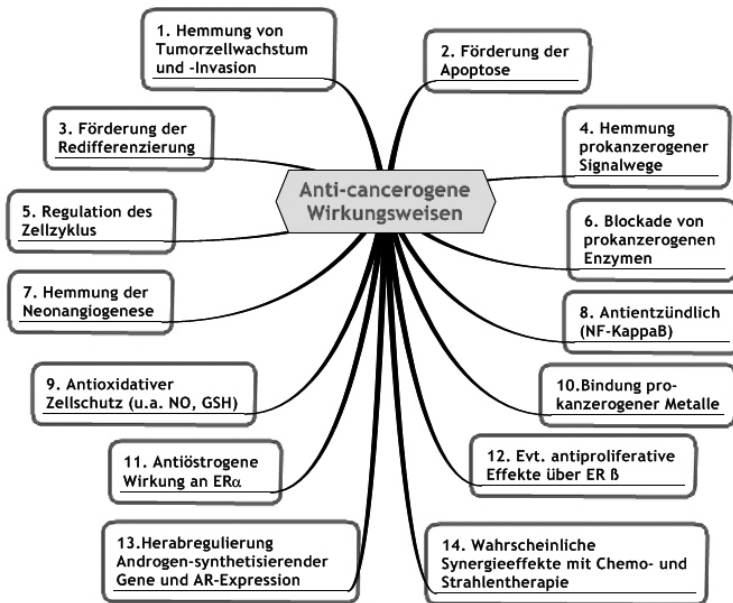 1. Hemmung von
Tumorzellwachstum
und -Invasion
2. Förderung der
Apoptose
3. Förderung der
Redifferenzierung
4. Hemmung
prokanzerogener
Signalwege
Anti-cancerogene
Wirkungsweisen
5. Regulation des
Zellzyklus
6. Blockade von
prokanzerogenen
Enzymen
7. Hemmung der
Neonangiogenese
8. Antientzündlich
(NF-KappaB)
9. Antioxidativer
Zellschutz (u.a. NO, GSH)
10.Bindung pro-
kanzerogener Metalle
11. Antiöstrogene
Wirkung an ERα
12. Evt. antiproliferative
Effekte über ER ß
13.Herabregulierung
Androgen-synthetisierender
Gene und AR-Expression
14. Wahrscheinliche
Synergieeffekte mit Chemo- und
Strahlentherapie